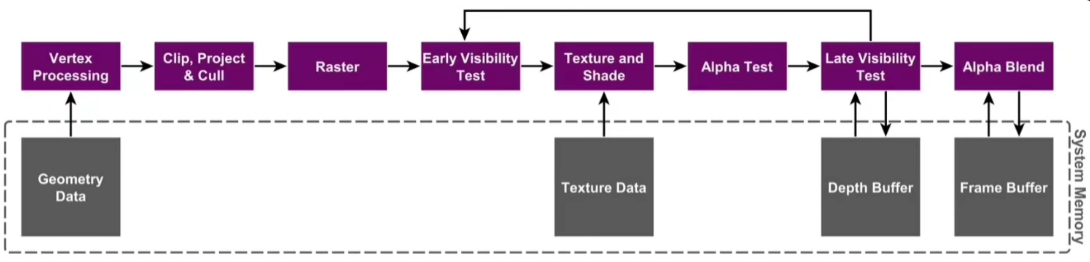 Vertex
Processing
Clip, Project
& Cull
Raster
Early Visibility
Test
Texture and
Shade
Alpha Test
Late Visibility
Test
Alpha Blend
Geometry
Data
Texture Data
Depth Buffer
Frame Buffer
System Memory